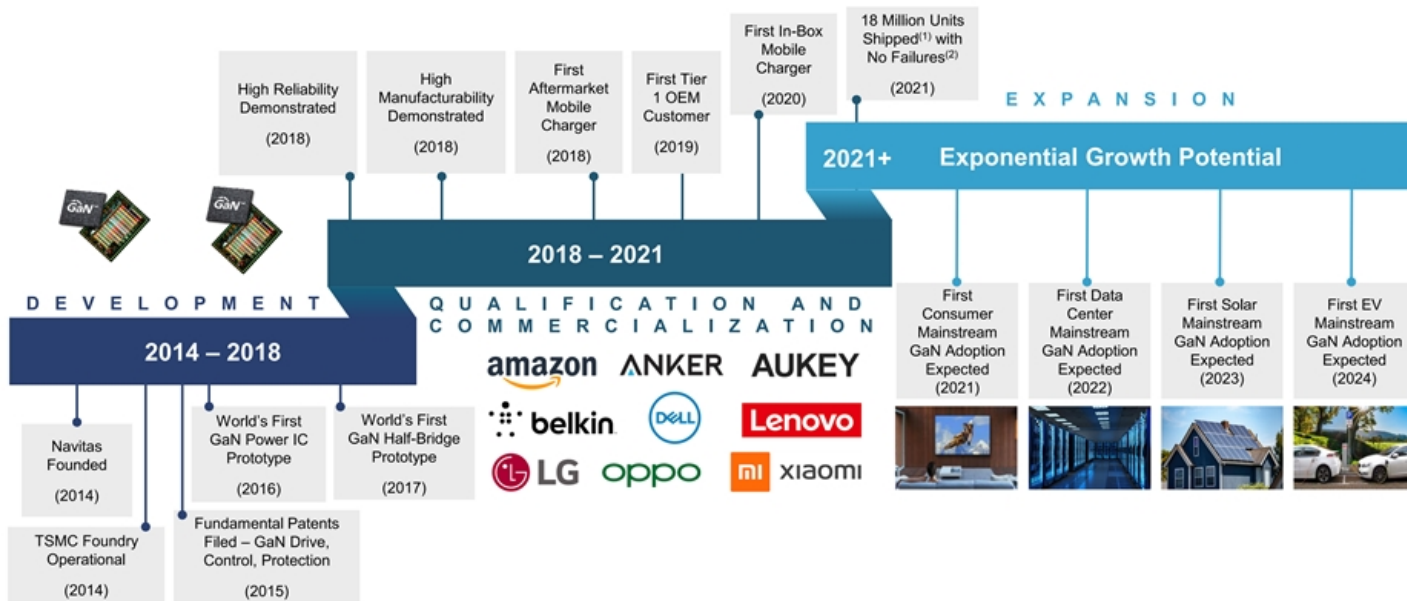 High Reliability
Demonstrated
(2018)
High
Manufacturability
Demonstrated
(2018)
First
Aftermarket
Mobile
Charger
(2018)
First Tier
1 OEM
Customer
(2019)
First In-Box
Mobile
Charger
(2020)
18 Million Units
Shipped(1) with
No Failures(2)
(2021)
EXPANSION
2021+ Exponential Growth Potential
GaN™
GaN™
2018 – 2021
DEVELOPMENT
2014 – 2018
QUALIFICATION AND
COMMERCIALIZATION
Navitas
Founded
(2014)
TSMC Foundry
Operational
(2014)
Fundamental Patents
Filed – GaN Drive,
Control, Protection
(2015)
World's First
GaN Power IC
Prototype
(2016)
World's First
GaN Half-Bridge
Prototype
(2017)
amazon ANKER AUKEY
belkin DELL Lenovo
LG oppo mi xiaomi
First
Consumer
Mainstream
GaN Adoption
Expected
(2021)
First Data
Center
Mainstream
GaN Adoption
Expected
(2022)
First Solar
Mainstream
GaN Adoption
Expected
(2023)
First EV
Mainstream
GaN Adoption
Expected
(2024)